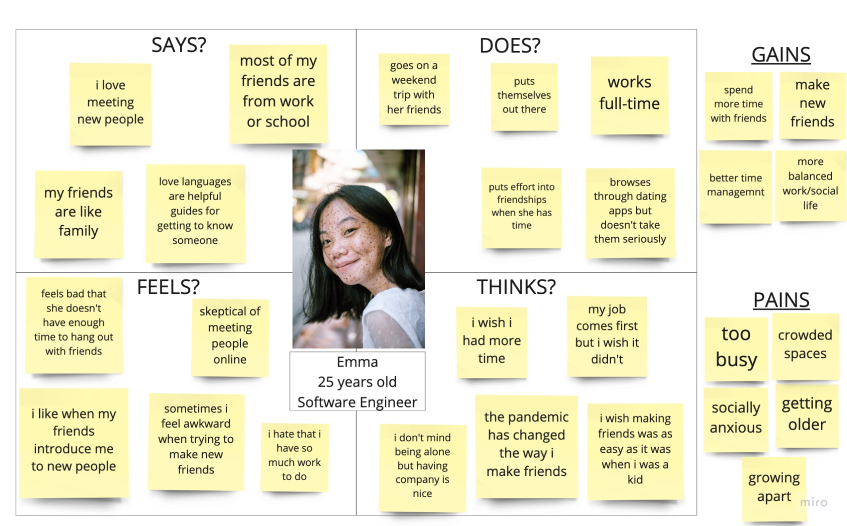 SAYS?
i love
meeting
new people
most of my
friends are
from work
or school
my friends
are like
family
love languages
are helpful
guides for
getting to know
someone
DOES?
goes on a
weekend
trip with
her friends
puts
themselves
out there
works
full-time
puts effort into
friendships
when she has
time
browses
through dating
apps but
doesn't take
them seriously
GAINS
spend
more time
with friends
make
new
friends
better time
managemnt
more
balanced
work/social
life
FEELS?
feels bad that
she doesn't
have enough
time to hang out
with friends
skeptical of
meeting
people
online
i like when my
friends
introduce me
to new people
sometimes i
feel awkward
when trying to
make new
friends
i hate that i
have so
much work
to do
Emma
25 years old
Software Engineer
THINKS?
i wish i
had more
time
my job
comes first
but i wish it
didn't
i don't mind
being alone
but having
company is
nice
the pandemic
has changed
the way i
make friends
i wish making
friends was as
easy as it was
when i was a
kid
PAINS
too
busy
crowded
spaces
socially
anxious
getting
older
growing
apart
miro